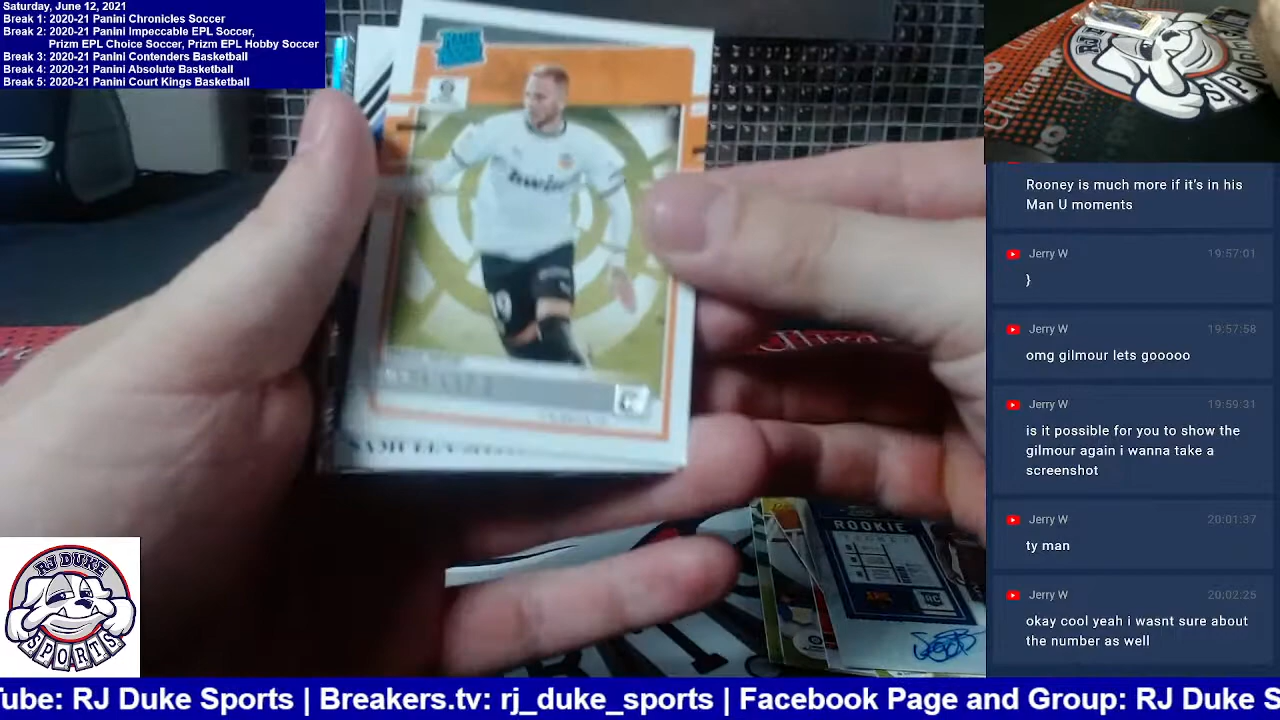 Saturday, June 12, 2021
Break 1: 2020-21 Panini Chronicles Soccer
Break 2: 2020-21 Panini Impeccable EPL Soccer,
Prizm EPL Choice Soccer, Prizm EPL Hobby Soccer
Break 3: 2020-21 Panini Contenders Basketball
Break 4: 2020-21 Panini Absolute Basketball
Break 5: 2020-21 Panini Court Kings Basketball
bwin
ROOKIE
RC
Rooney is much more if it's in his
Man U moments
Jerry W 19:57:01
}
Jerry W 19:57:58
omg gilmour lets gooooo
Jerry W 19:59:31
is it possible for you to show the
gilmour again i wanna take a
screenshot
Jerry W 20:01:37
ty man
Jerry W 20:02:25
okay cool yeah i wasnt sure about
the number as well
RJ DUKE
SPORTS
Tube: RJ Duke Sports | Breakers.tv: rj_duke_sports | Facebook Page and Group: RJ Duke S